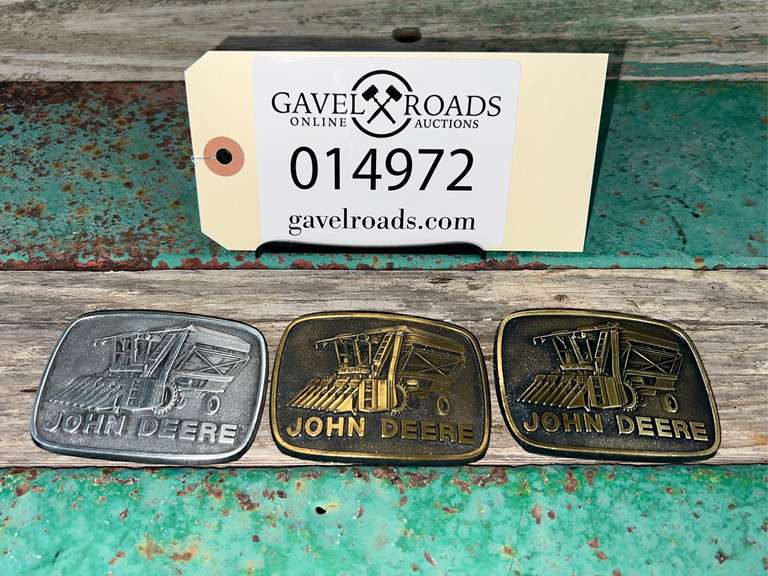 GAVEL ROADS
ONLINE AUCTIONS
014972
gavelroads.com
JOHN DEERE
JOHN DEERE
JOHN DEERE